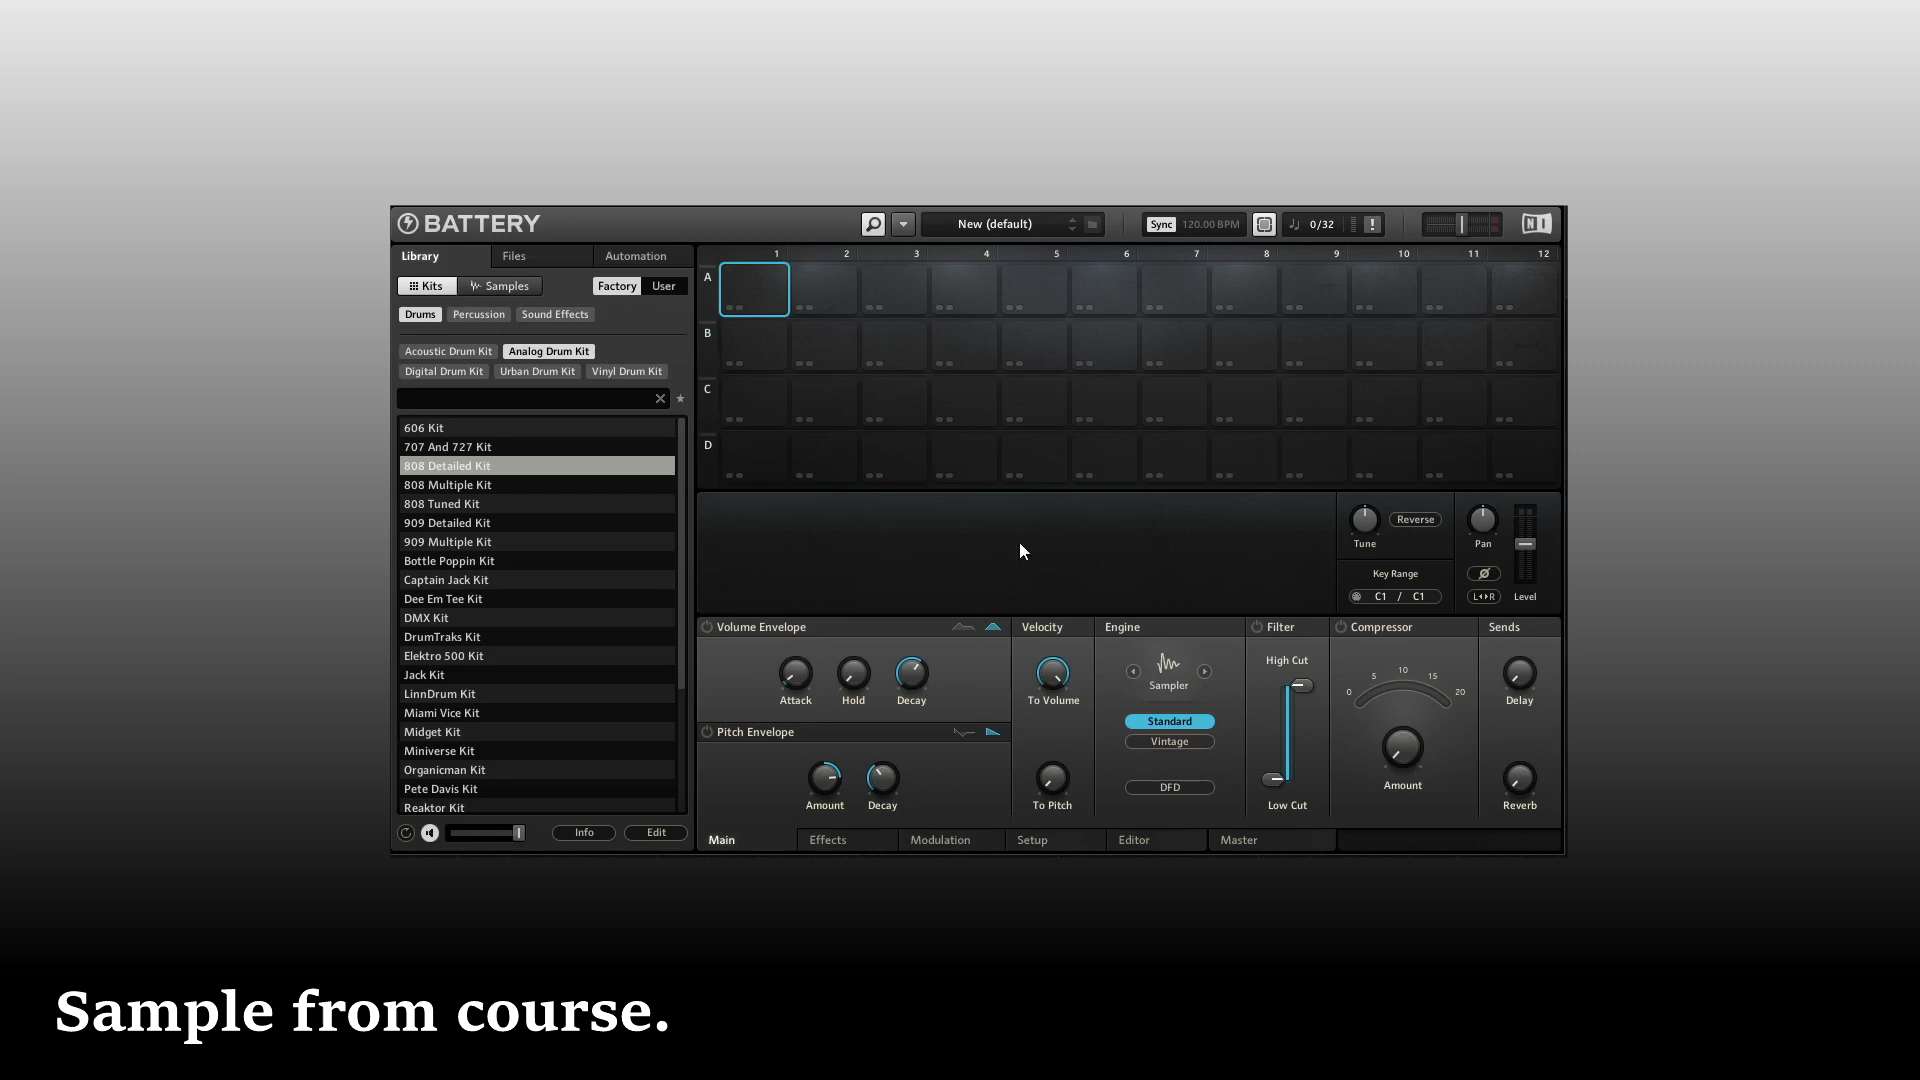 BATTERY
New (default)
Sync 120.00 BPM
0/32
!
Library Files Automation
Kits Samples Factory User
Drums Percussion Sound Effects
Acoustic Drum Kit Analog Drum Kit
Digital Drum Kit Urban Drum Kit Vinyl Drum Kit
606 Kit
707 And 727 Kit
808 Detailed Kit
808 Multiple Kit
808 Tuned Kit
909 Detailed Kit
909 Multiple Kit
Bottle Poppin Kit
Captain Jack Kit
Dee Em Tee Kit
DMX Kit
DrumTraks Kit
Elektro 500 Kit
Jack Kit
LinnDrum Kit
Miami Vice Kit
Midget Kit
Miniverse Kit
Organicman Kit
Pete Davis Kit
Reaktor Kit
Info Edit
1 2 3 4 5 6 7 8 9 10 11 12
A
B
C
D
Tune Reverse
Key Range
C1 / C1
Pan
L R Level
Volume Envelope
Attack Hold Decay
Pitch Envelope
Amount Decay
Velocity
To Volume
To Pitch
Engine
Sampler
Standard
Vintage
DFD
Filter
High Cut
Low Cut
Compressor
0 5 10 15 20
Amount
Sends
Delay
Reverb
Main Effects Modulation Setup Editor Master
Sample from course.